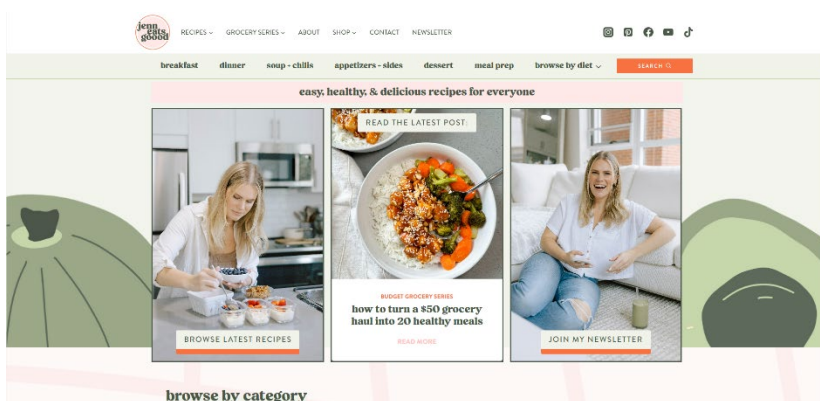 jenn
eats
goood
RECIPES
GROCERY SERIES
ABOUT
SHOP
CONTACT
NEWSLETTER
breakfast
dinner
soup - chilis
appetizers - sides
dessert
meal prep
browse by diet
SEARCH
easy, healthy, & delicious recipes for everyone
READ THE LATEST POST:
BUDGET GROCERY SERIES
how to turn a $50 grocery
haul into 20 healthy meals
READ MORE
BROWSE LATEST RECIPES
JOIN MY NEWSLETTER
browse by category